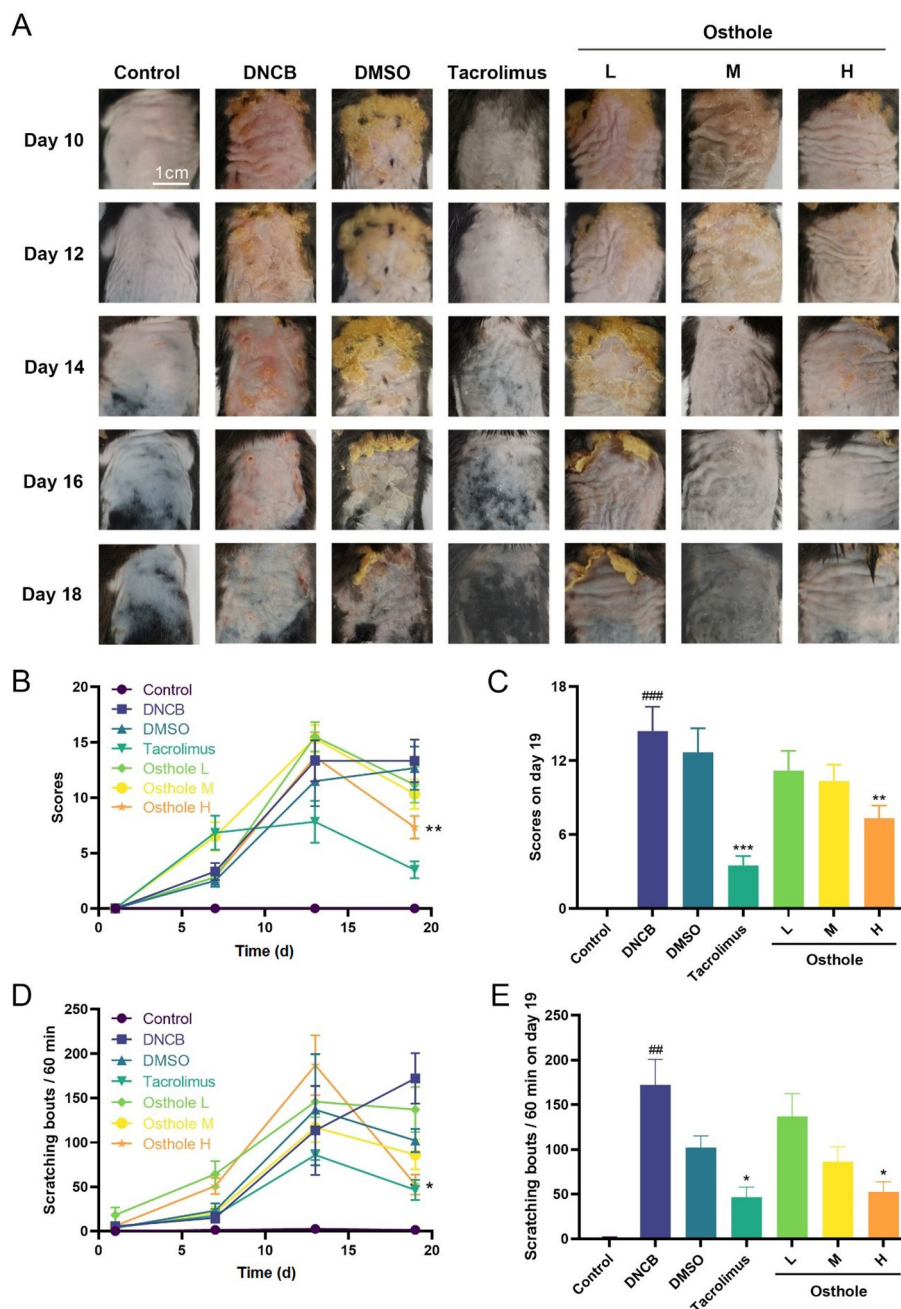 A
Osthole
Control DNCB DMSO Tacrolimus L M H
Day 10
1cm
Day 12
Day 14
Day 16
Day 18
B
Scores
20
15
10
5
0
Control
DNCB
DMSO
Tacrolimus
Osthole L
Osthole M
Osthole H
**
0 5 10 15 20
Time (d)
C
Scores on day 19
18
12
6
0
###
***
**
Control DNCB DMSO Tacrolimus L M H
Osthole
D
Scratching bouts / 60 min
250
200
150
100
50
0
Control
DNCB
DMSO
Tacrolimus
Osthole L
Osthole M
Osthole H
*
0 5 10 15 20
Time (d)
E
Scratching bouts / 60 min on day 19
250
200
150
100
50
0
##
*
*
Control DNCB DMSO Tacrolimus L M H
Osthole